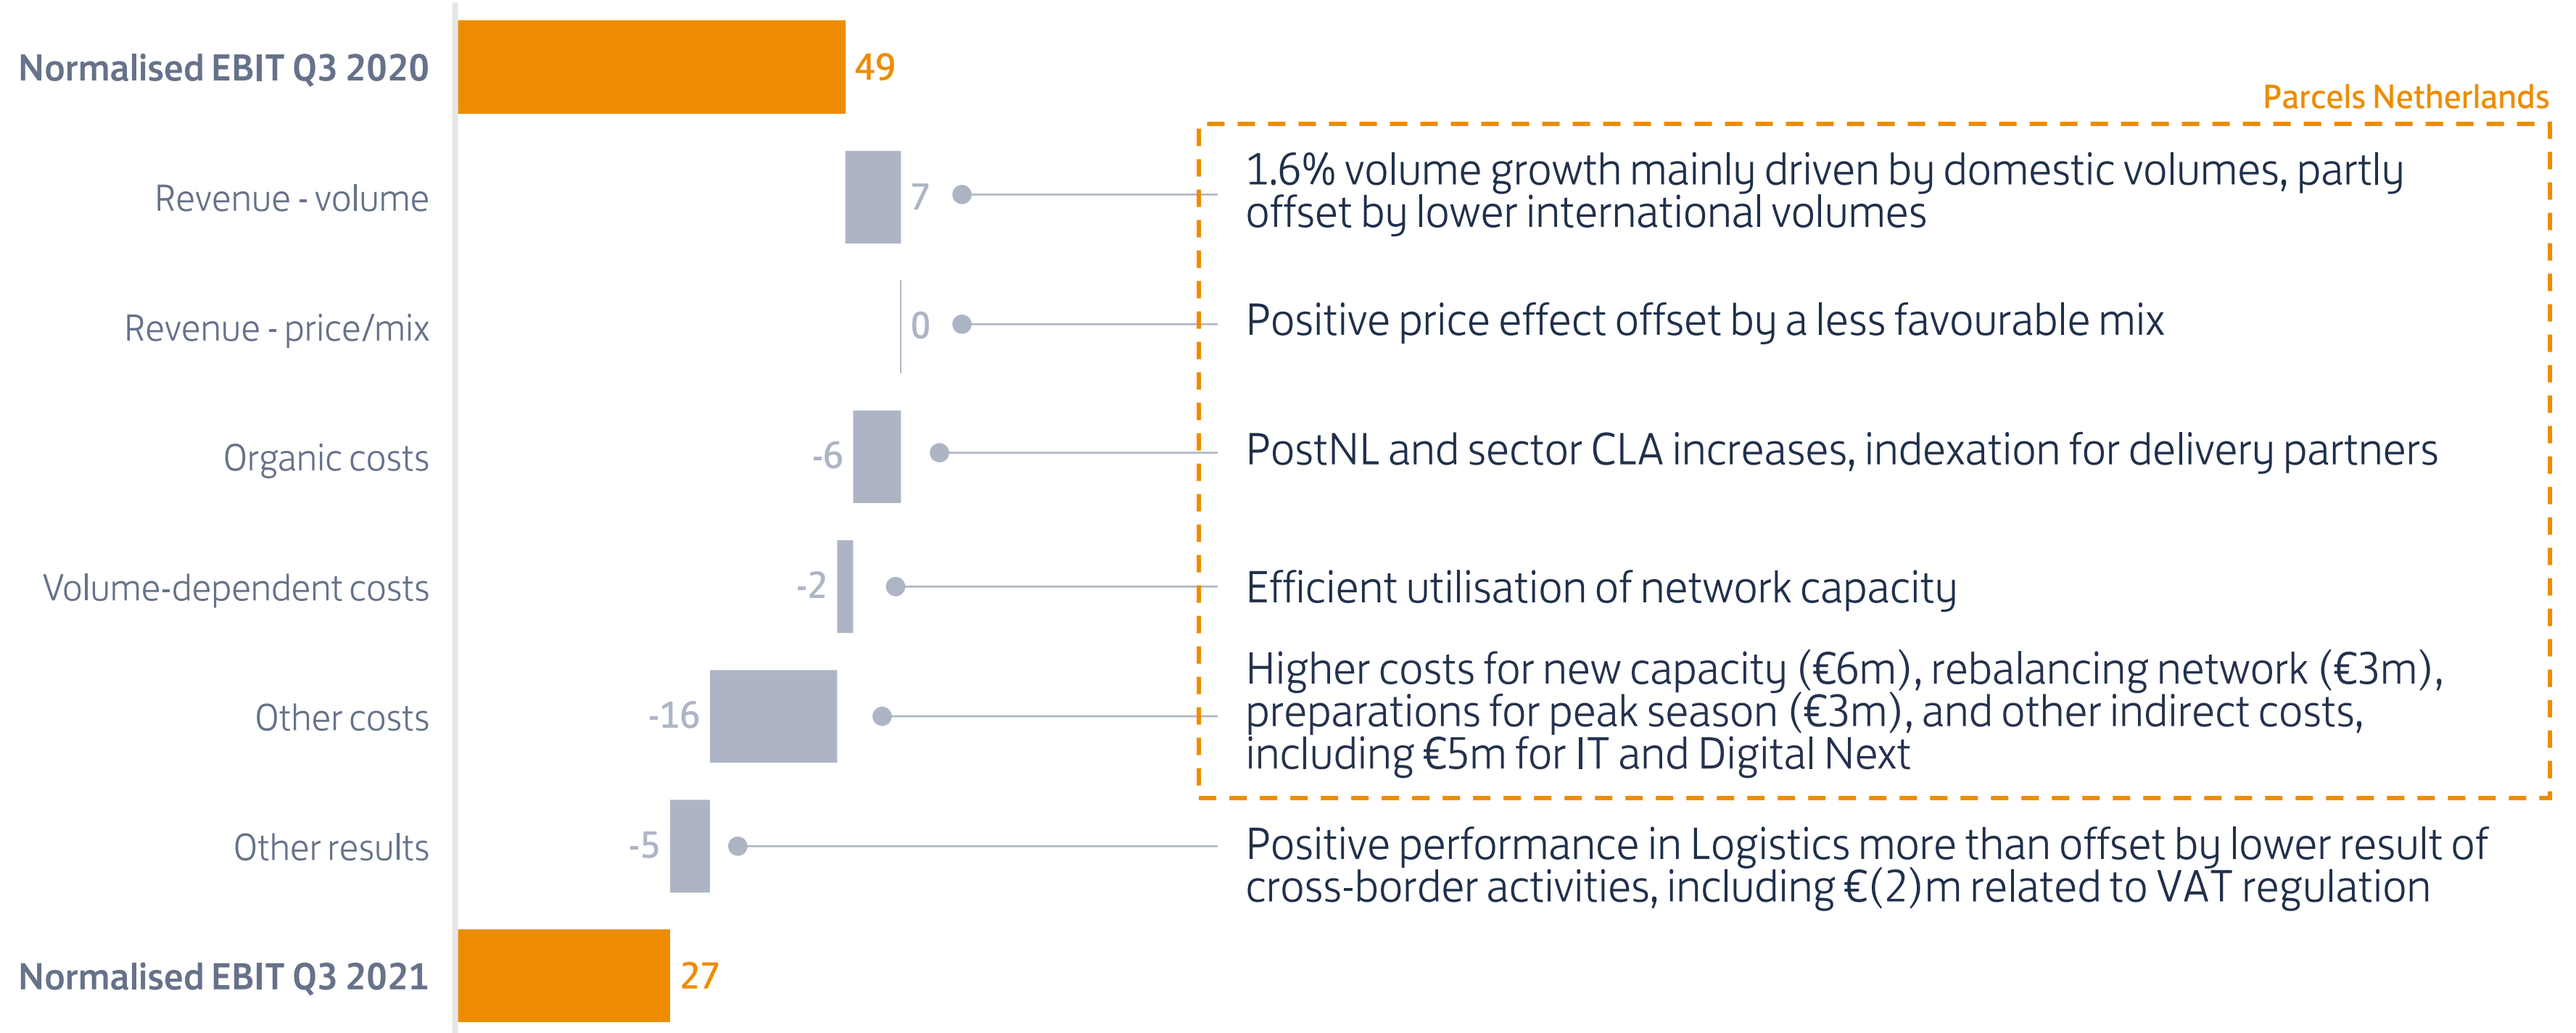 Normalised EBIT Q3 2020
49
Parcels Netherlands
Revenue - volume
7
1.6% volume growth mainly driven by domestic volumes, partly
offset by lower international volumes
Revenue - price/mix
0
Positive price effect offset by a less favourable mix
Organic costs
-6
PostNL and sector CLA increases, indexation for delivery partners
Volume-dependent costs
-2
Efficient utilisation of network capacity
Other costs
-16
Higher costs for new capacity (€6m), rebalancing network (€3m),
preparations for peak season (€3m), and other indirect costs,
including €5m for IT and Digital Next
Other results
-5
Positive performance in Logistics more than offset by lower result of
cross-border activities, including €(2)m related to VAT regulation
Normalised EBIT Q3 2021
27